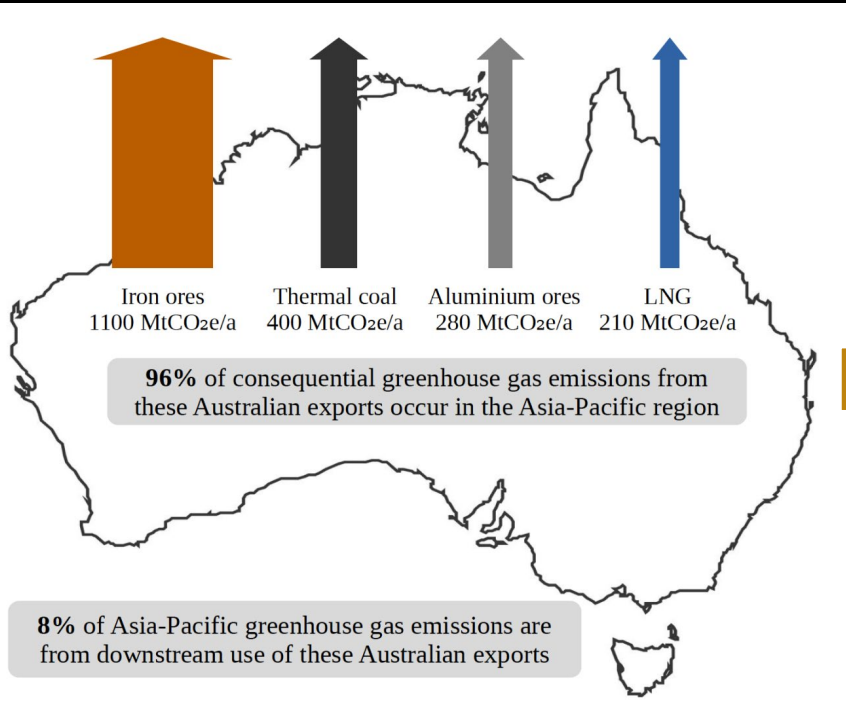 Iron ores
1100 MtCO₂e/a
Thermal coal
400 MtCO₂e/a
Aluminium ores
280 MtCO₂e/a
LNG
210 MtCO₂e/a
96% of consequential greenhouse gas emissions from
these Australian exports occur in the Asia-Pacific region
8% of Asia-Pacific greenhouse gas emissions are
from downstream use of these Australian exports